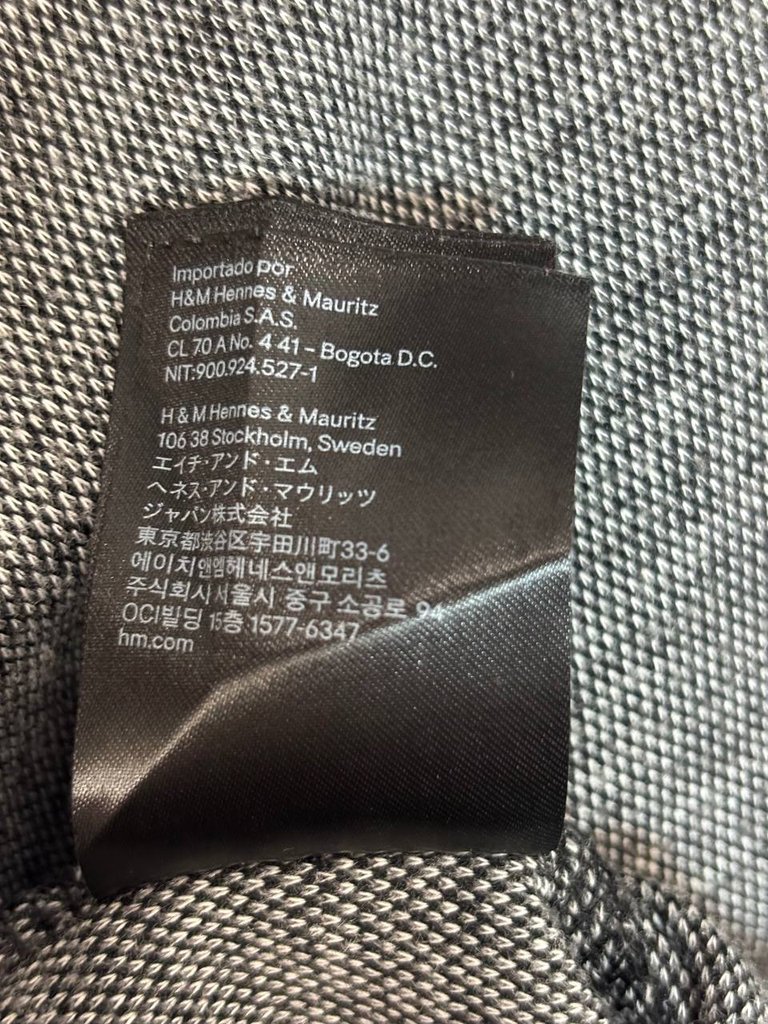 Importado por
H&M Hennes & Mauritz
Colombia S.A.S.
CL 70 A No. 4 41 – Bogota D.C.
NIT:900.924.527-1
H & M Hennes & Mauritz
106 38 Stockholm, Sweden
エイチ・アンド・エム
ヘネス・アンド・マウリッツ
ジャパン株式会社
東京都渋谷区宇田川町33-6
에이치앤엠헤네스앤모리츠
주식회사서울시 중구 소공로 94
OCI빌딩 15층 1577-6347
hm.com